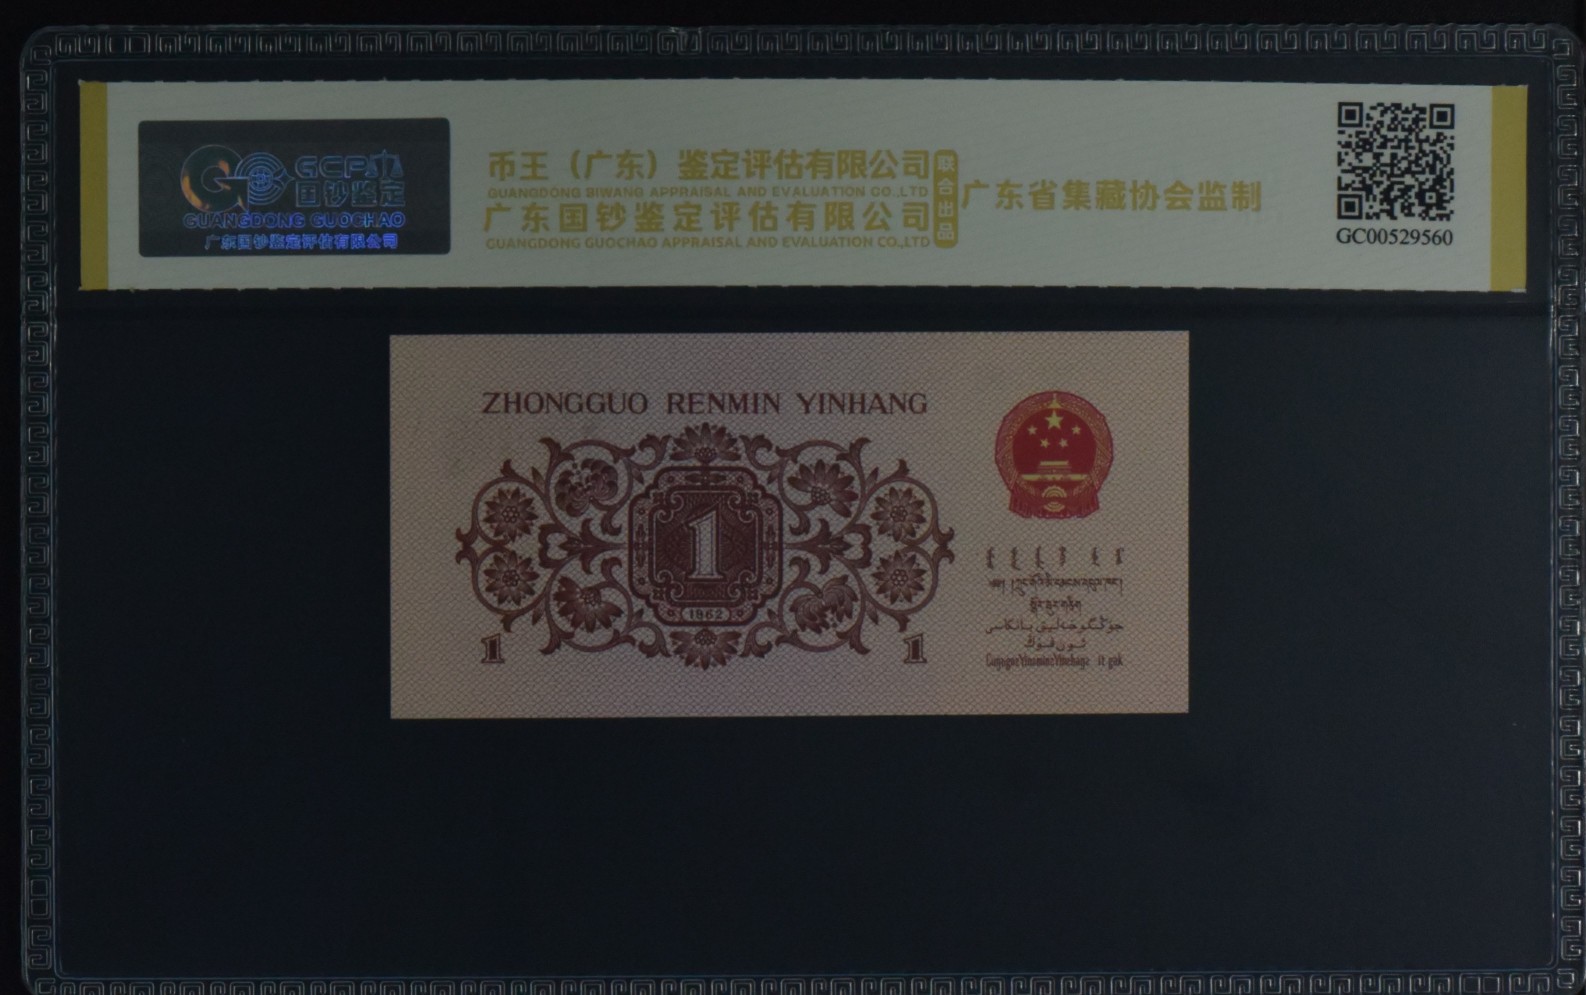 GCP
国钞鉴定
GUANGDONG GUOCHAO
广东国钞鉴定评估有限公司
币王（广东）鉴定评估有限公司
GUANGDONG BIWANG APPRAISAL AND EVALUATION CO.,LTD
广东国钞鉴定评估有限公司
GUANGDONG GUOCHAO APPRAISAL AND EVALUATION CO.,LTD
联合出品
广东省集藏协会监制
GC00529560
ZHONGGUO RENMIN YINHANG
1
1962
1 1